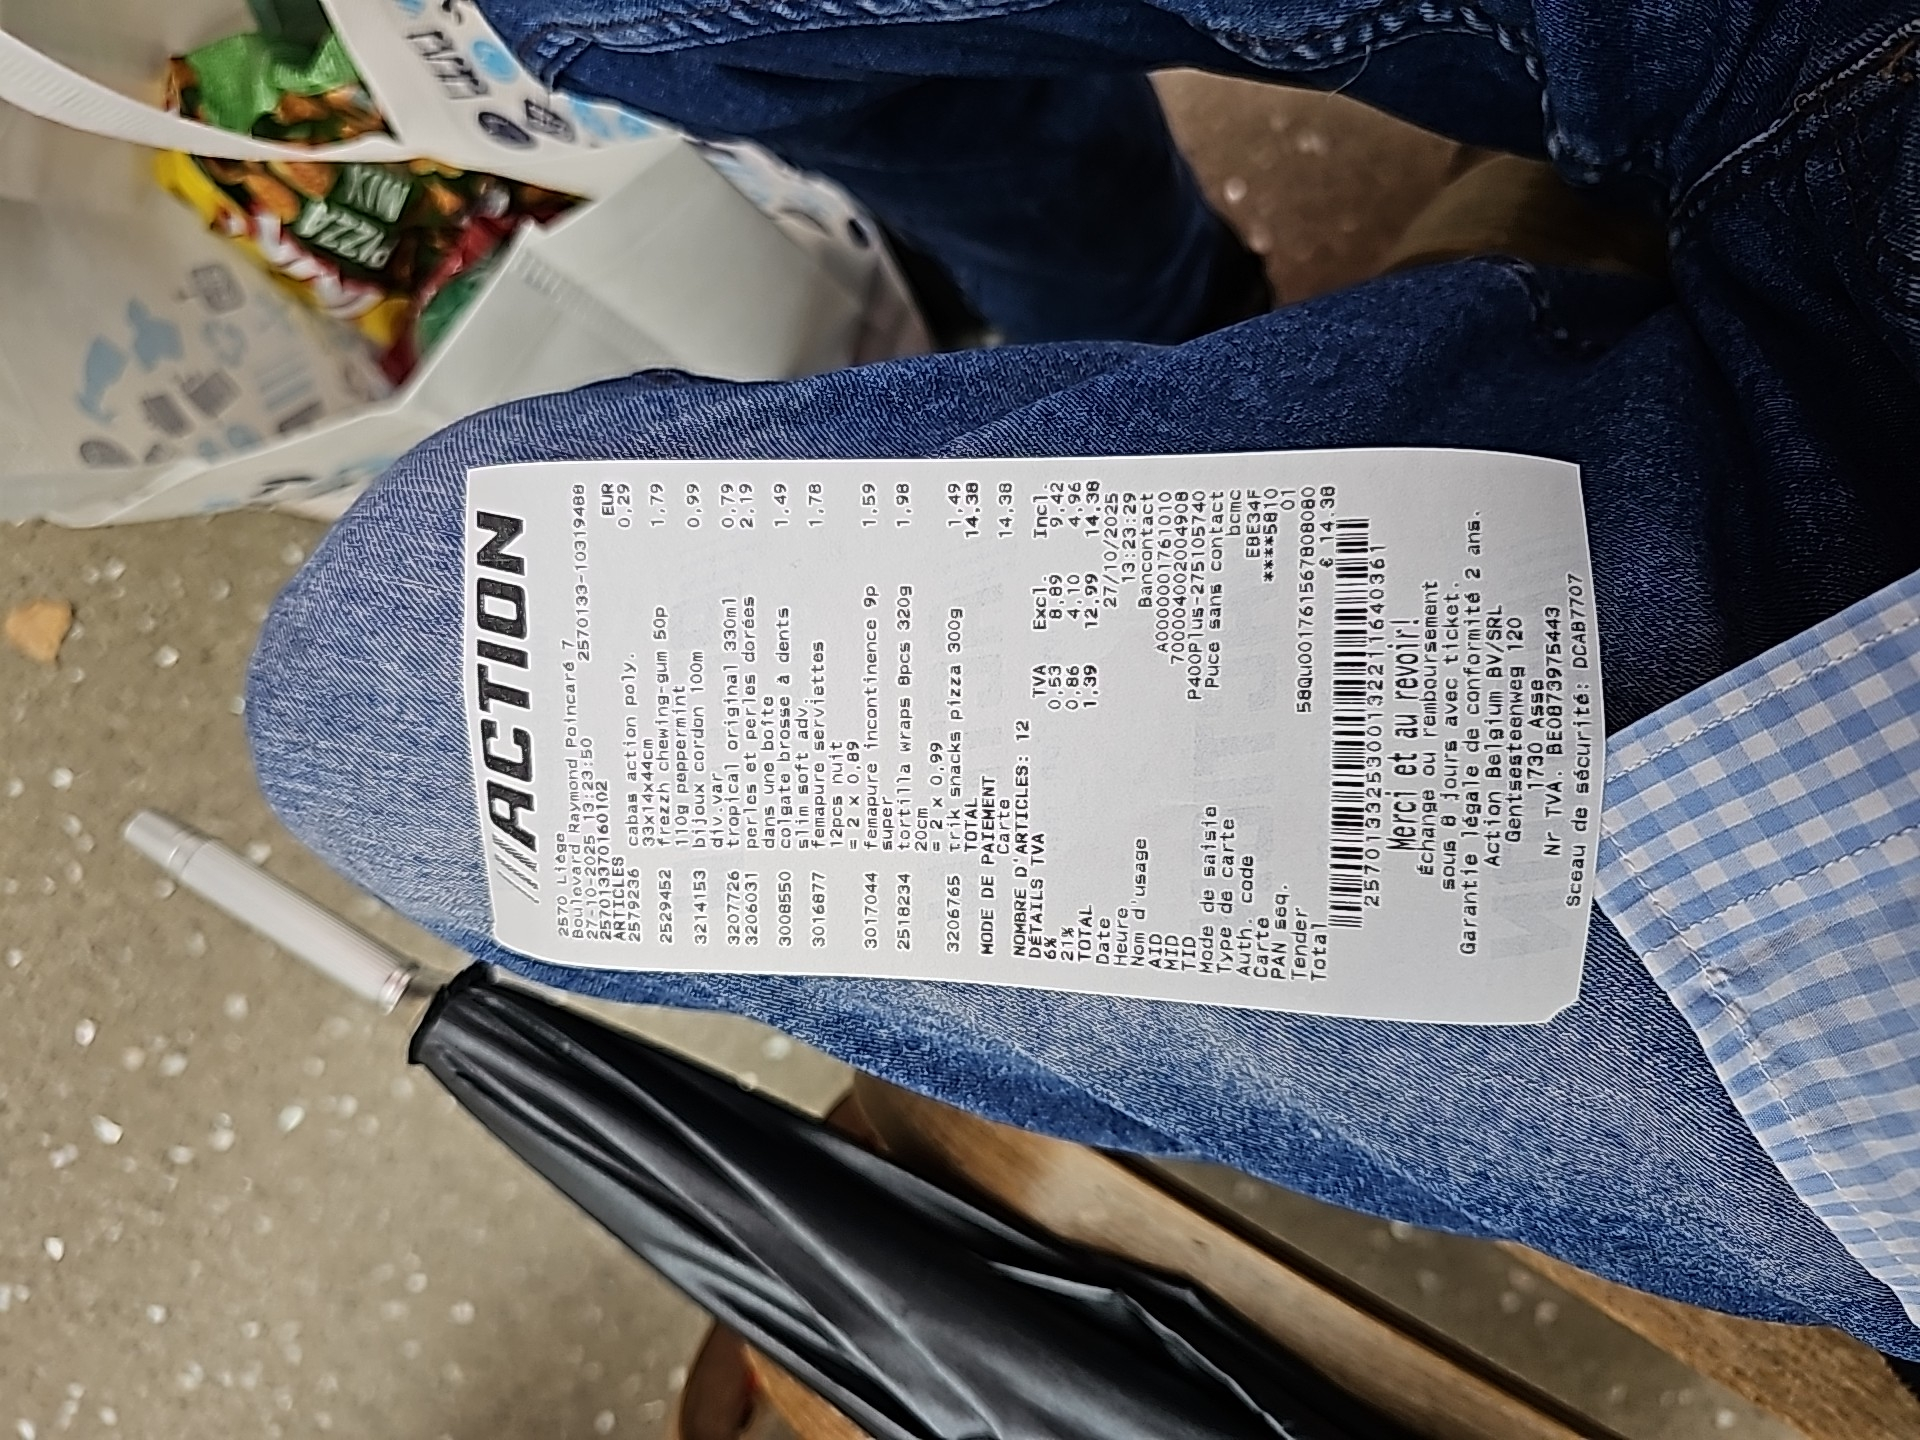 PIZZA
MIX
///ACTION
2570 Liège
Boulevard Raymond Poincaré 7
27-10-2025 13:23:50 2570133-10319488
2570133701601​02
ARTICLES EUR
2579236 cabas action poly. 0,29
33x14x44cm
2529452 frezzh chewing-gum 50p 1,79
110g peppermint
3214153 bijoux cordon 100m 0,99
div.var
3207726 tropical original 330ml 0,79
3206031 perles et perles dorées 2,19
dans une boîte
3008550 colgate brosse à dents 1,49
slim soft adv.
3016877 femapure serviettes 1,78
12pcs nuit
= 2 x 0,89
3017044 femapure incontinence 9p 1,59
super
2518234 tortilla wraps 8pcs 320g 1,98
20cm
= 2 x 0,99
3206765 trik snacks pizza 300g 1,49
TOTAL 14,38
MODE DE PAIEMENT
Carte 14,38
NOMBRE D'ARTICLES: 12
DÉTAILS TVA TVA Excl. Incl.
6% 0,53 8,89 9,42
21% 0,86 4,10 4,96
TOTAL 1,39 12,99 14,38
Date 27/10/2025
Heure 13:23:29
Nom d'usage Bancontact
AID A0000001761010
MID 700004002004908
TID P400Plus-275105740
Mode de saisie Puce sans contact
Type de carte bcmc
Auth. code EBE34F
Carte ****5810
PAN seq. 01
Tender 58QU001761567808080
Total € 14,38
2570133253001322116403​61
Merci et au revoir!
Échange ou remboursement
sous 8 jours avec ticket.
Garantie légale de conformité 2 ans.
Action Belgium BV/SRL
Gentsesteenweg 120
1730 Asse
Nr TVA. BE0873975443
Sceau de sécurité: DCAB7707